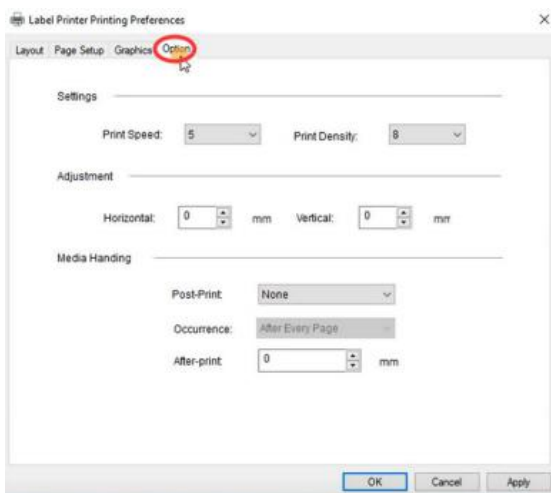 Label Printer Printing Preferences
Layout Page Setup Graphics Option
Settings
Print Speed: 5 Print Density: 8
Adjustment
Horizontal: 0 mm Vertical: 0 mm
Media Handing
Post-Print: None
Occurrence: After Every Page
After-print: 0 mm
OK Cancel Apply